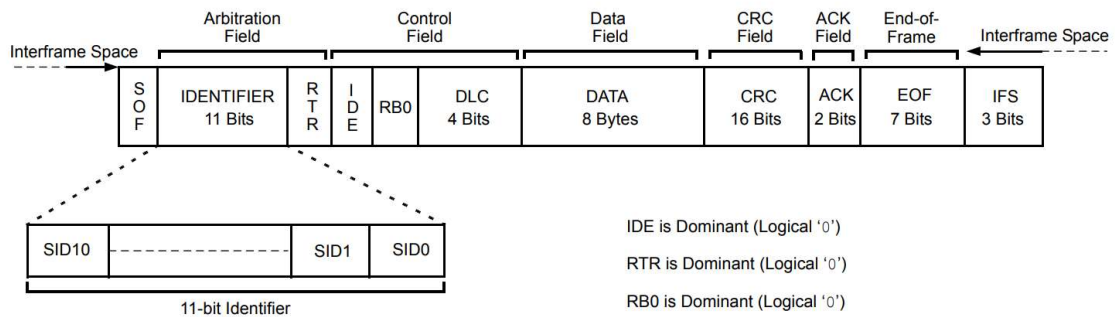 Arbitration Field
Control Field
Data Field
CRC Field
ACK Field
End-of-Frame
Interframe Space
Interframe Space
SOF
IDENTIFIER
11 Bits
RTR
IDE
RB0
DLC
4 Bits
DATA
8 Bytes
CRC
16 Bits
ACK
2 Bits
EOF
7 Bits
IFS
3 Bits
SID10
SID1
SID0
11-bit Identifier
IDE is Dominant (Logical ‘0’)
RTR is Dominant (Logical ‘0’)
RB0 is Dominant (Logical ‘0’)